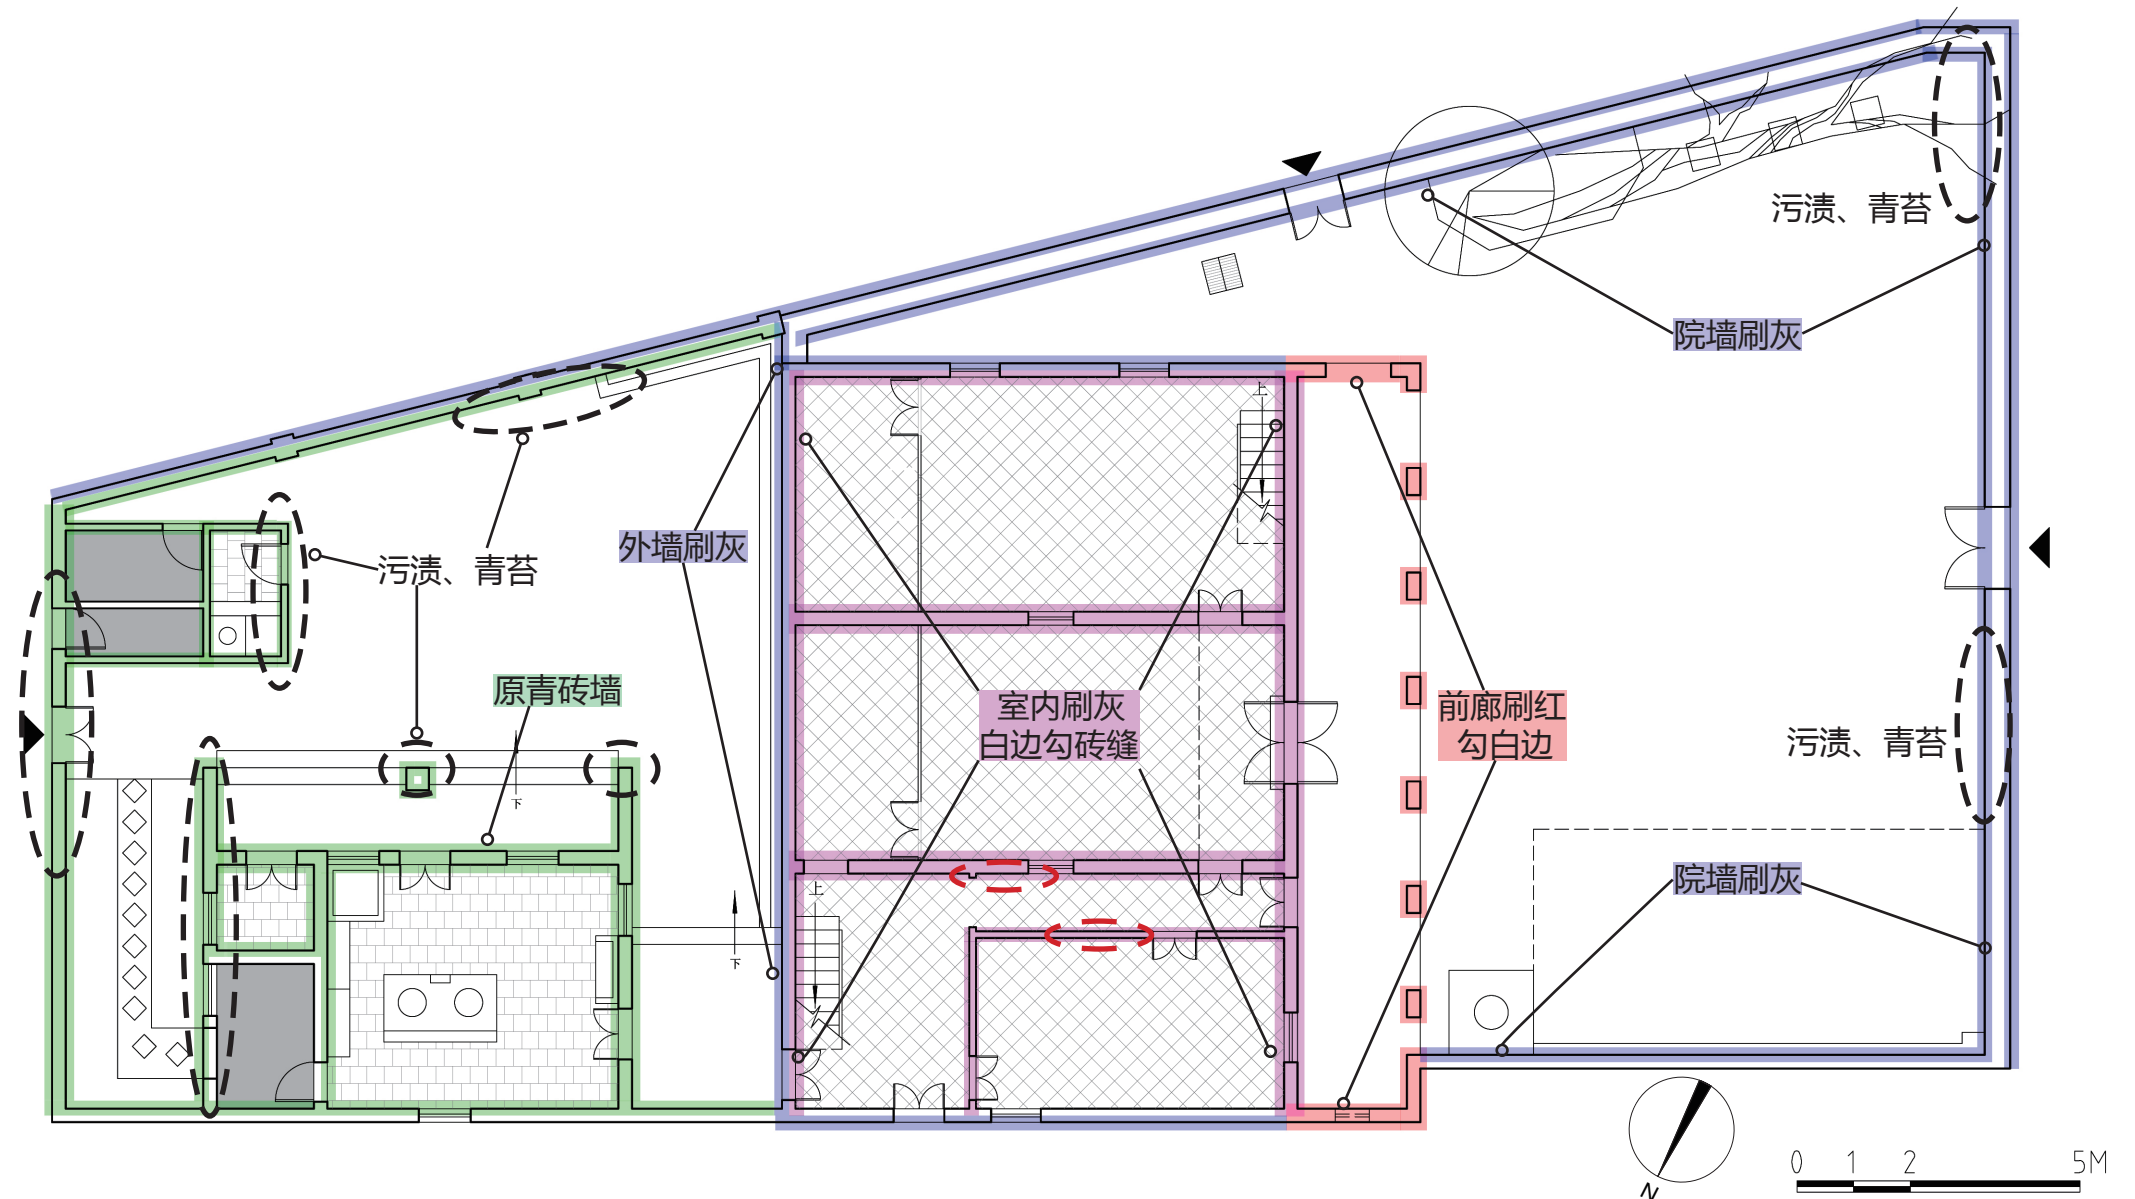 污渍、青苔
院墙刷灰
上
外墙刷灰
污渍、青苔
原青砖墙
室内刷灰
白边勾砖缝
前廊刷红
勾白边
污渍、青苔
下
院墙刷灰
上
下
0 1 2 5M
N